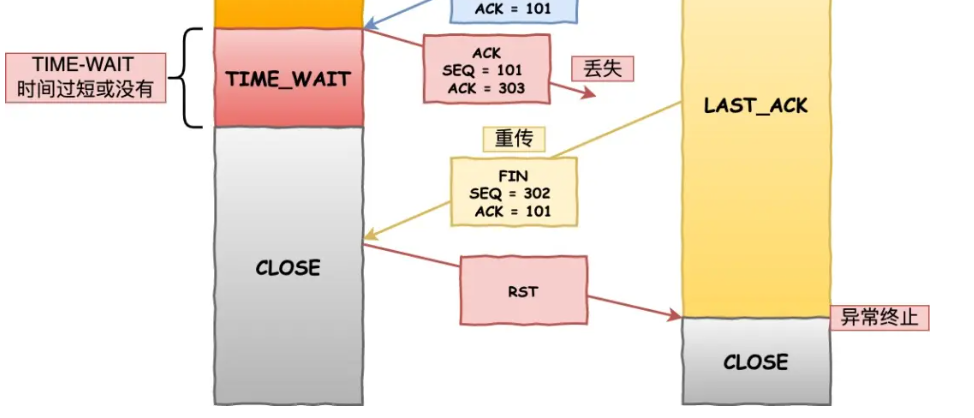 ACK = 101
TIME-WAIT
时间过短或没有
TIME_WAIT
ACK
SEQ = 101
ACK = 303
丢失
LAST_ACK
重传
FIN
SEQ = 302
ACK = 101
CLOSE
RST
异常终止
CLOSE